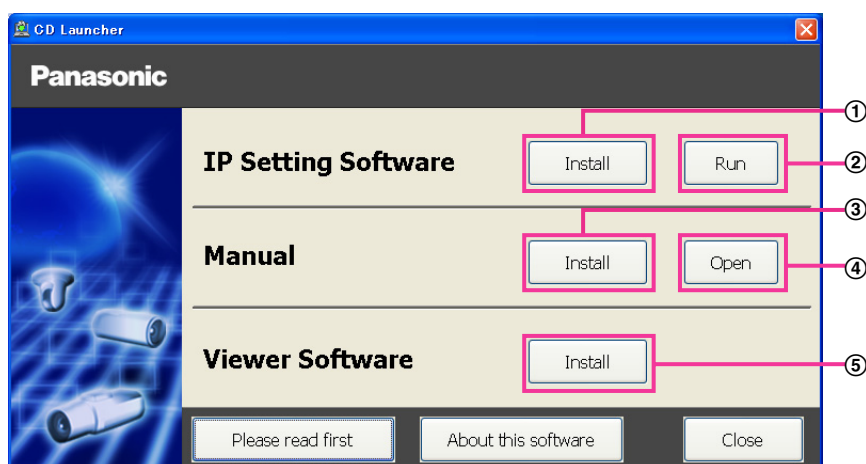 CD Launcher
Panasonic
①
IP Setting Software Install Run ②
③
Manual Install Open ④
Viewer Software Install ⑤
Please read first About this software Close